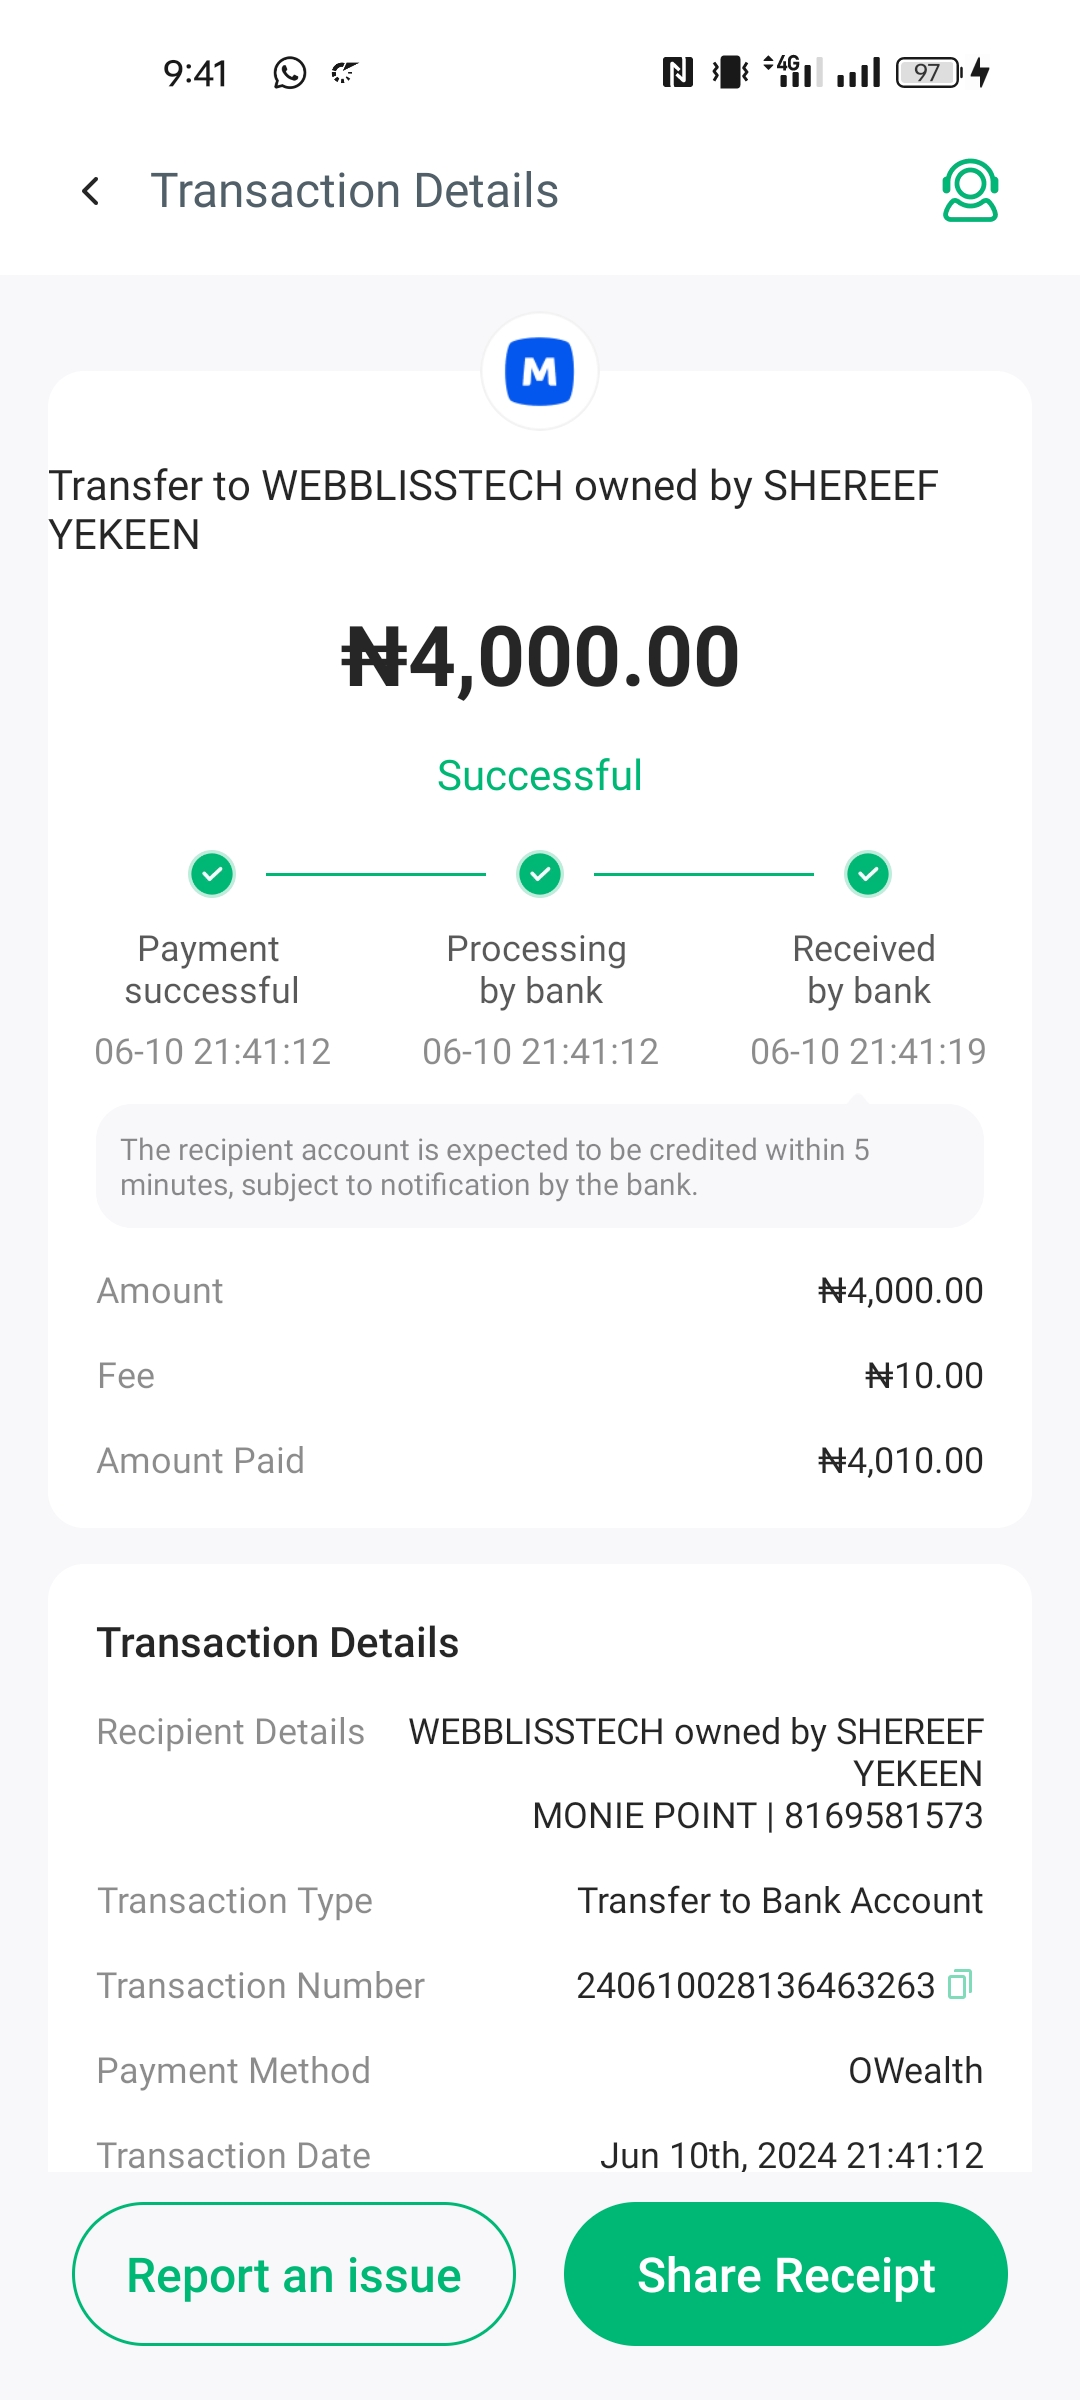 9:41
4G
97
Transaction Details
M
Transfer to WEBBLISSTECH owned by SHEREEF
YEKEEN
₦4,000.00
Successful
Payment
successful
06-10 21:41:12
Processing
by bank
06-10 21:41:12
Received
by bank
06-10 21:41:19
The recipient account is expected to be credited within 5
minutes, subject to notification by the bank.
Amount ₦4,000.00
Fee ₦10.00
Amount Paid ₦4,010.00
Transaction Details
Recipient Details WEBBLISSTECH owned by SHEREEF
YEKEEN
MONIE POINT | 8169581573
Transaction Type Transfer to Bank Account
Transaction Number 240610028136463263
Payment Method OWealth
Transaction Date Jun 10th, 2024 21:41:12
Report an issue
Share Receipt